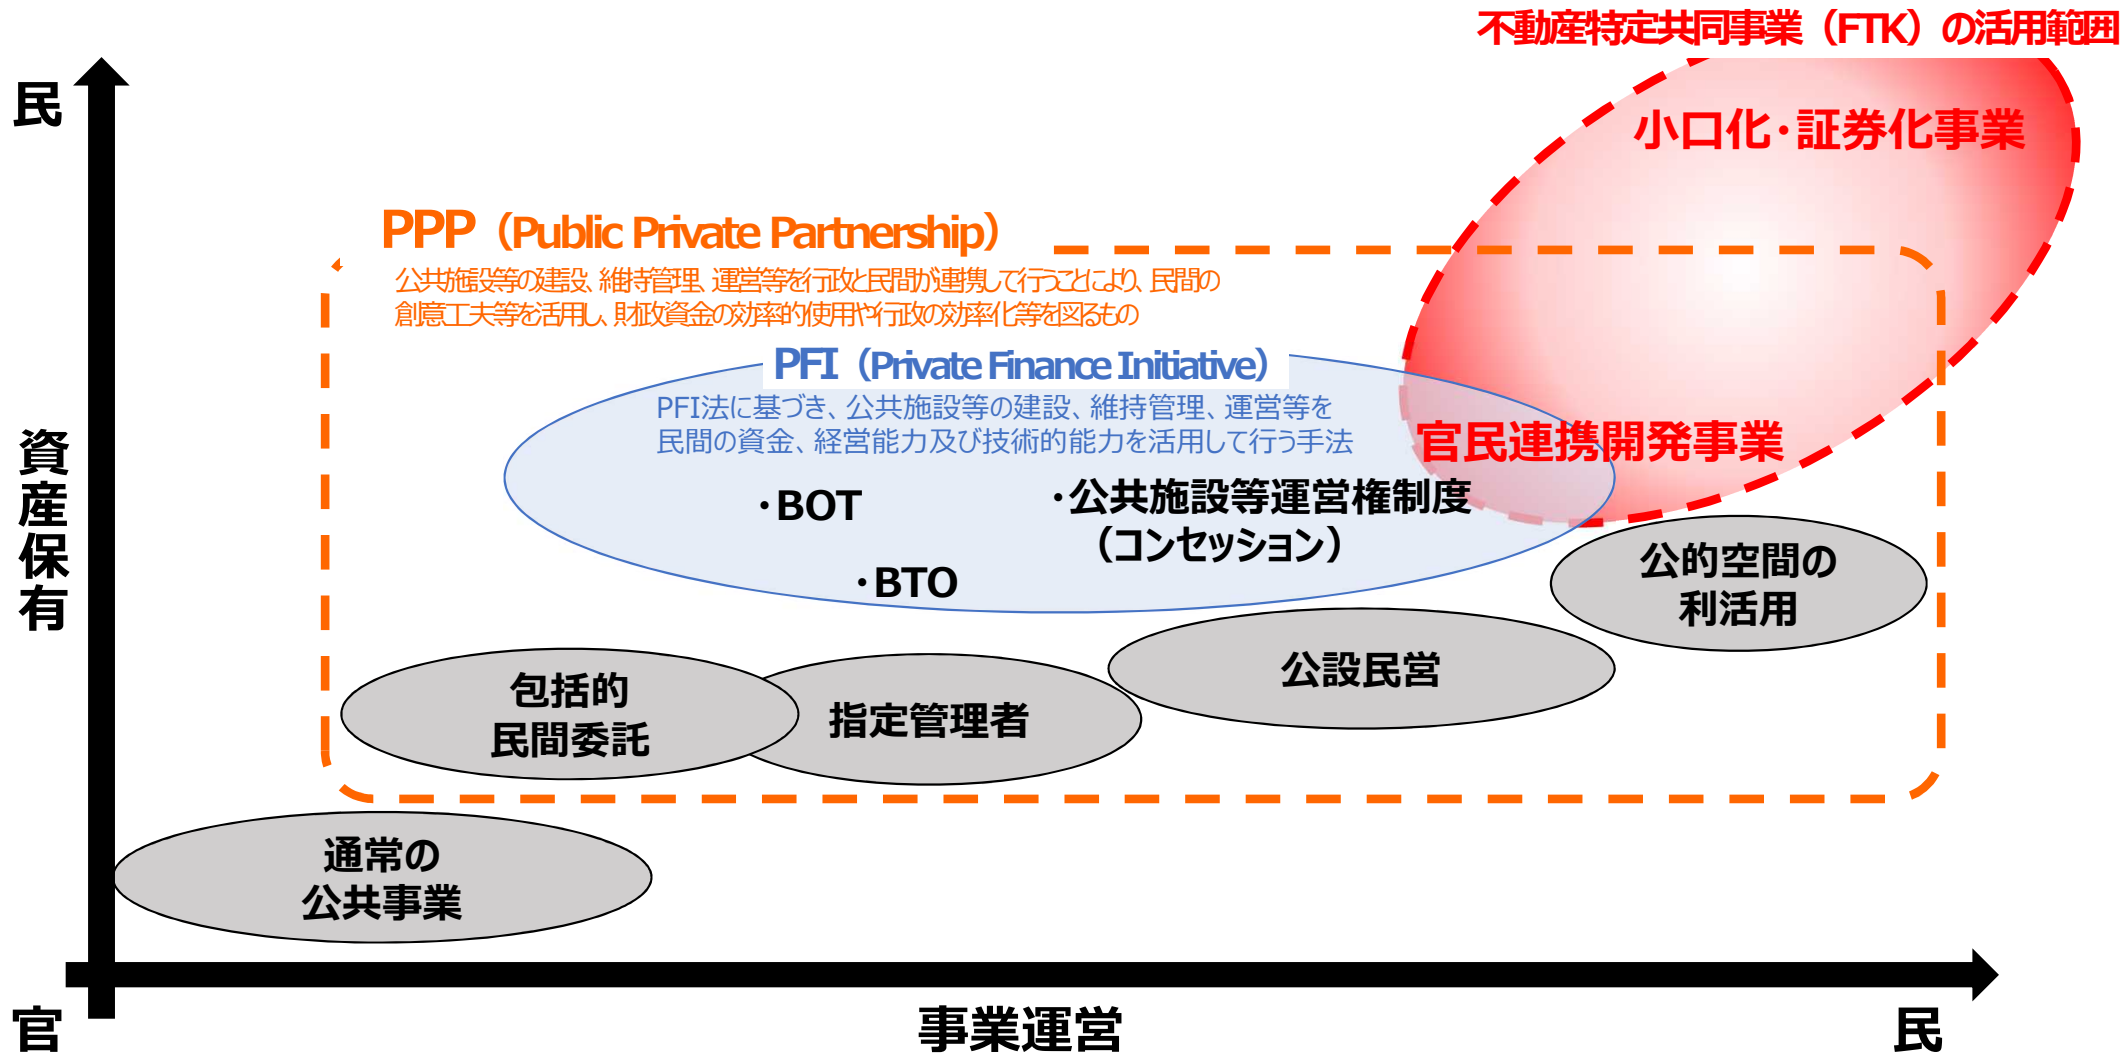 不動産特定共同事業（FTK）の活用範囲
民
小口化・証券化事業
PPP（Public Private Partnership）
公共施設等の建設、維持管理、運営等を行政と民間が連携して行うことにより、民間の
創意工夫等を活用し、財政資金の効率的使用や行政の効率化等を図るもの
PFI（Private Finance Initiative）
PFI法に基づき、公共施設等の建設、維持管理、運営等を
民間の資金、経営能力及び技術的能力を活用して行う手法
官民連携開発事業
資産保有
・BOT
・公共施設等運営権制度
（コンセッション）
・BTO
公的空間の
利活用
公設民営
包括的
民間委託
指定管理者
通常の
公共事業
官
事業運営
民